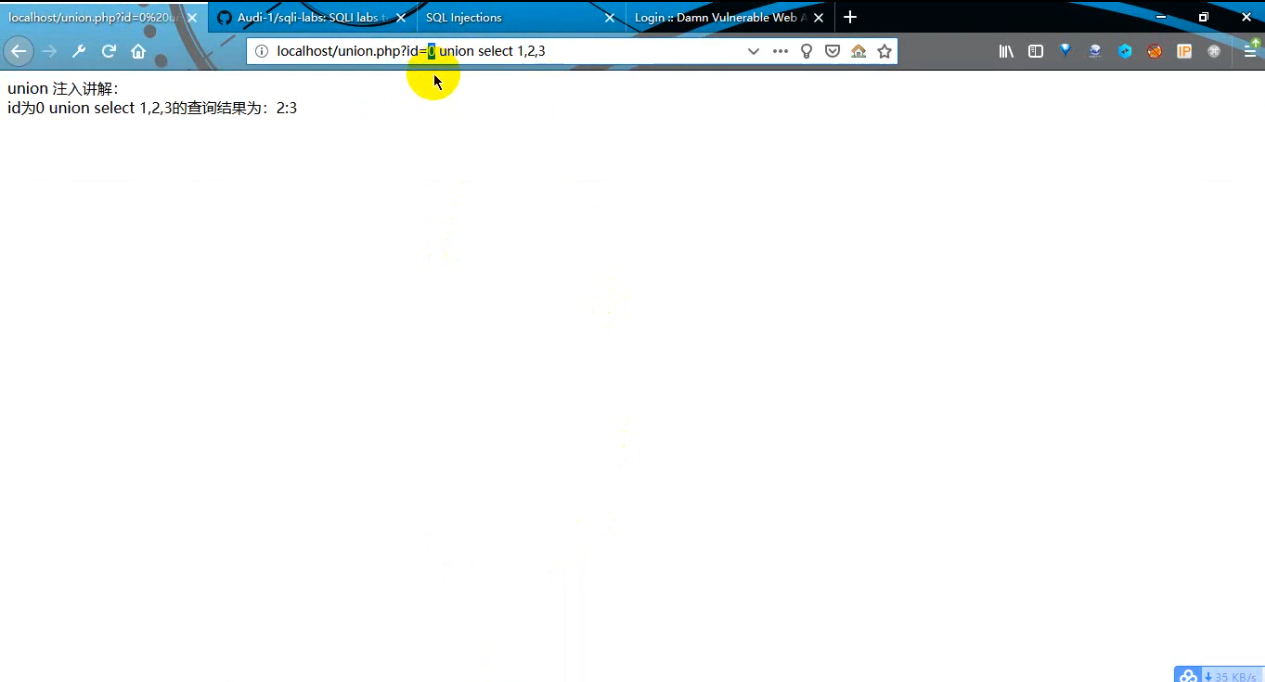 localhost/union.php?id=0%20u
Audi-1/sqli-labs: SQLI labs t
SQL Injections
Login :: Damn Vulnerable Web A
localhost/union.php?id=0 union select 1,2,3
IP
union 注入讲解：
id为0 union select 1,2,3的查询结果为：2:3
35 KB/s